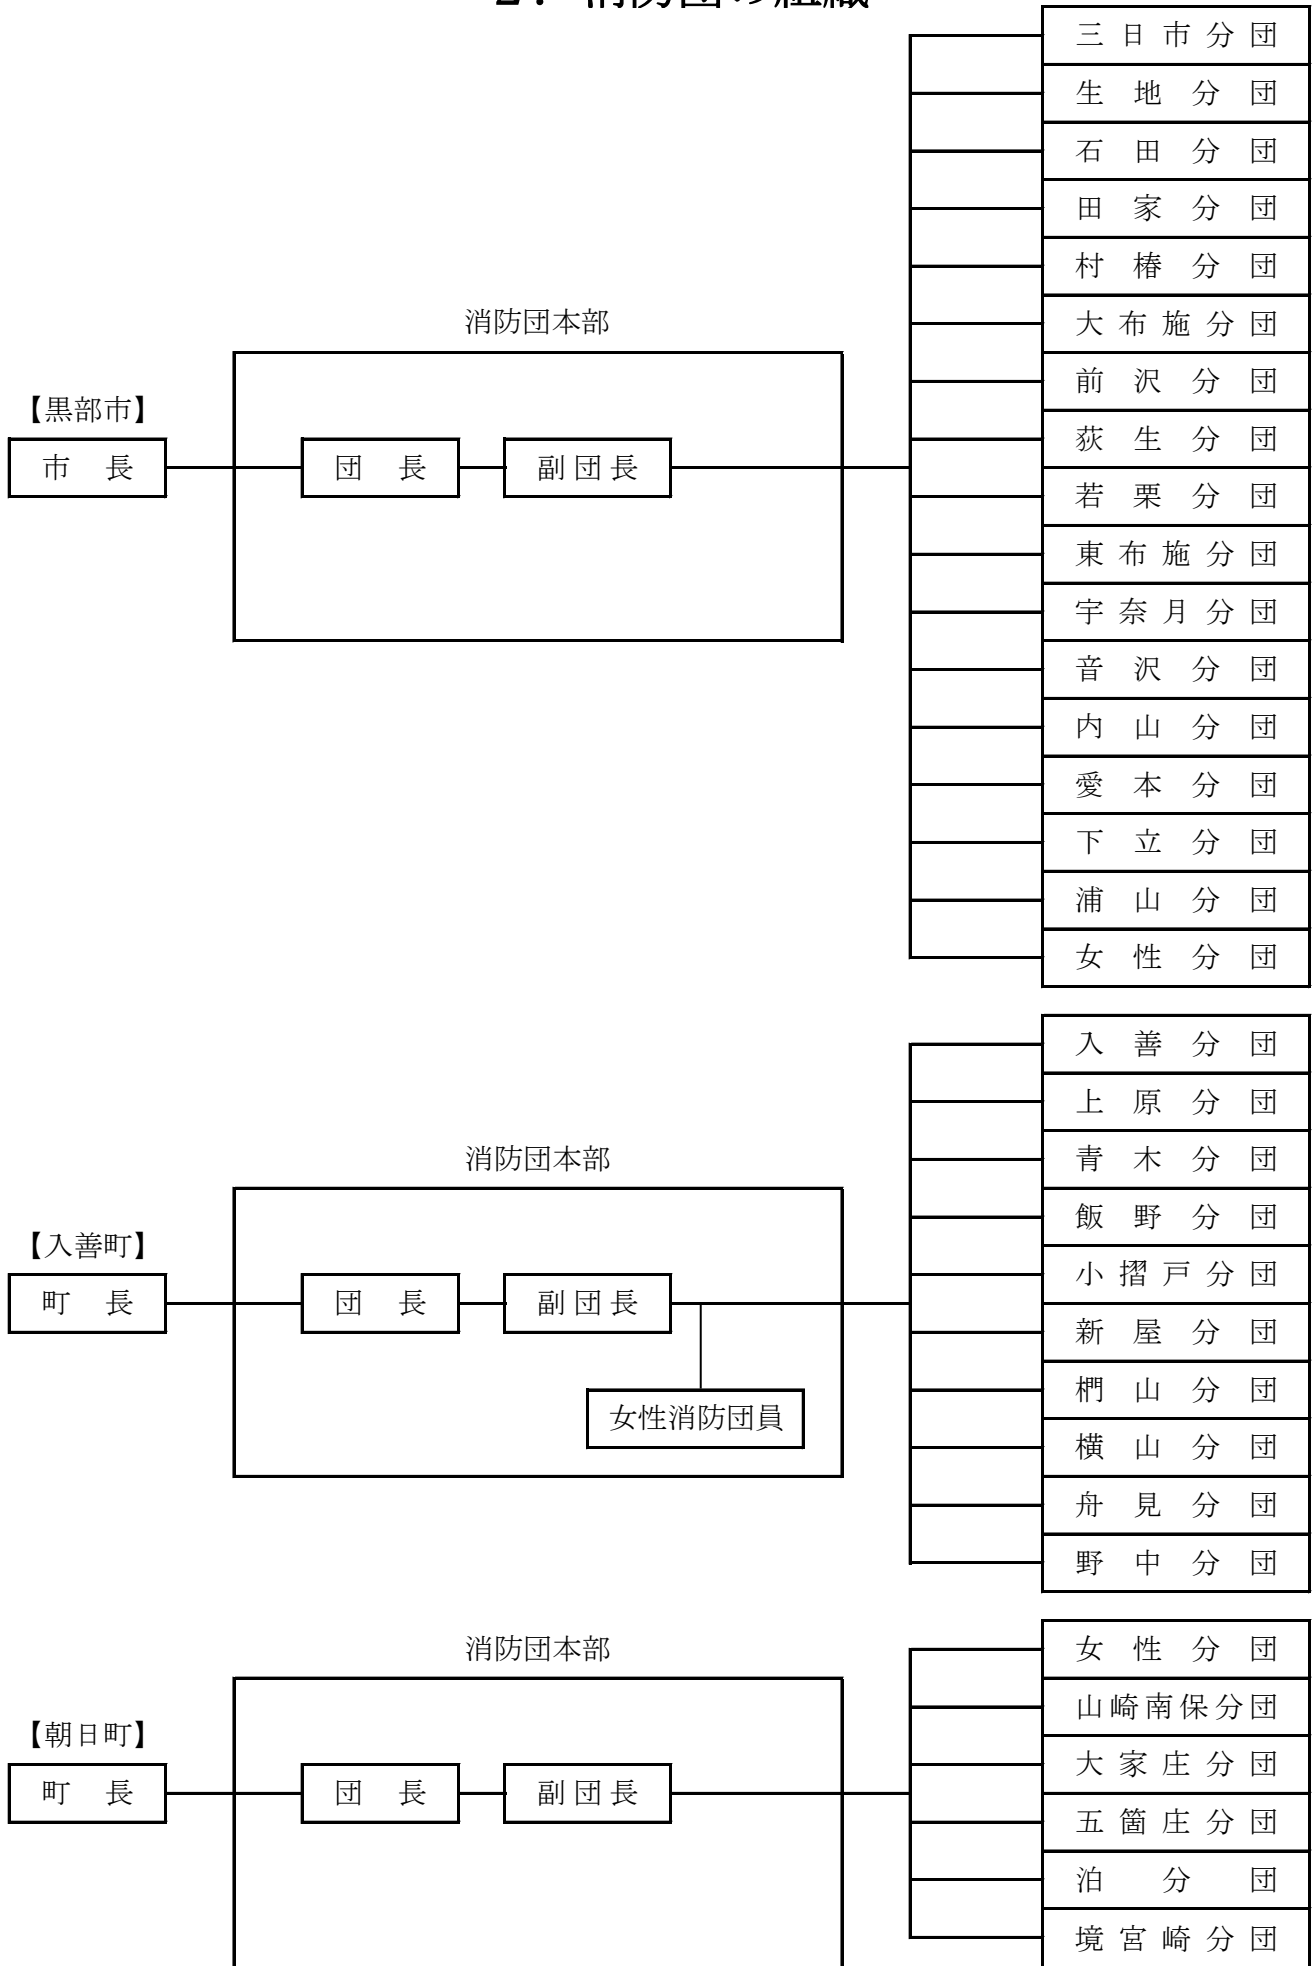 2．消防団の組織
三日市分団
生地分団
石田分団
田家分団
村椿分団
消防団本部
大布施分団
前沢分団
【黒部市】
荻生分団
市長
団長
副団長
若栗分団
東布施分団
宇奈月分団
音沢分団
内山分団
愛本分団
下立分団
浦山分団
女性分団
入善分団
上原分団
消防団本部
青木分団
飯野分団
【入善町】
小摺戸分団
町長
団長
副団長
新屋分団
椚山分団
女性消防団員
横山分団
舟見分団
野中分団
消防団本部
女性分団
山崎南保分団
【朝日町】
大家庄分団
町長
団長
副団長
五箇庄分団
泊分団
境宮崎分団